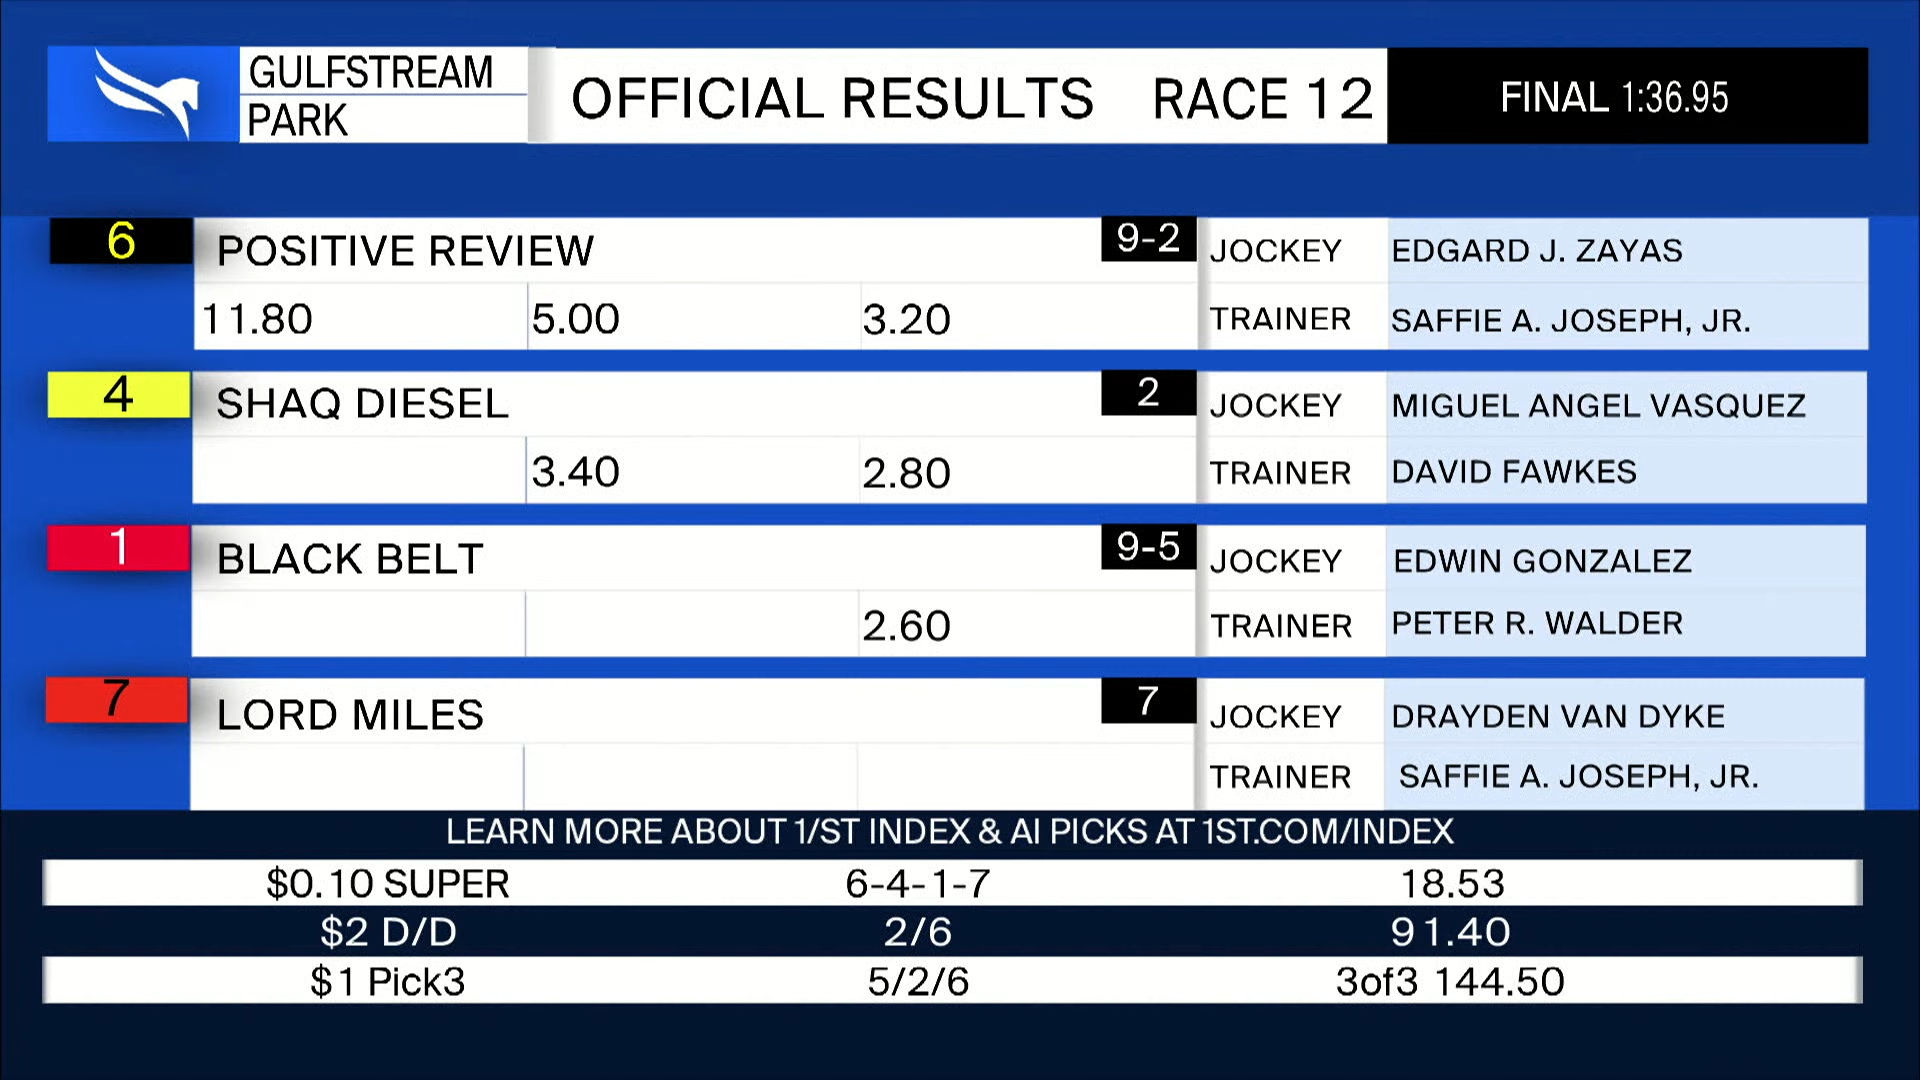 GULFSTREAM
PARK
OFFICIAL RESULTS RACE 12
FINAL 1:36.95
6 POSITIVE REVIEW 9-2 JOCKEY EDGARD J. ZAYAS
11.80 5.00 3.20 TRAINER SAFFIE A. JOSEPH, JR.
4 SHAQ DIESEL 2 JOCKEY MIGUEL ANGEL VASQUEZ
3.40 2.80 TRAINER DAVID FAWKES
1 BLACK BELT 9-5 JOCKEY EDWIN GONZALEZ
2.60 TRAINER PETER R. WALDER
7 LORD MILES 7 JOCKEY DRAYDEN VAN DYKE
TRAINER SAFFIE A. JOSEPH, JR.
LEARN MORE ABOUT 1/ST INDEX & AI PICKS AT 1ST.COM/INDEX
$0.10 SUPER 6-4-1-7 18.53
$2 D/D 2/6 91.40
$1 Pick3 5/2/6 3of3 144.50